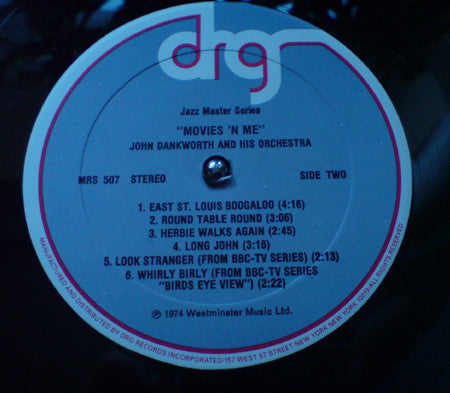 drg
Jazz Master Series
"MOVIES 'N ME"
JOHN DANKWORTH AND HIS ORCHESTRA
MRS 507 STEREO SIDE TWO
1. EAST ST. LOUIS BOOGALOO (4:16)
2. ROUND TABLE ROUND (3:06)
3. HERBIE WALKS AGAIN (2:45)
4. LONG JOHN (3:16)
5. LOOK STRANGER (FROM BBC-TV SERIES) (2:13)
6. WHIRLY BIRLY (FROM BBC-TV SERIES
"BIRDS EYE VIEW") (2:22)
℗ 1974 Westminster Music Ltd.
MANUFACTURED AND DISTRIBUTED BY DRG RECORDS INCORPORATED/157 WEST 57 STREET/NEW YORK, NEW YORK 10019/ALL RIGHTS RESERVED